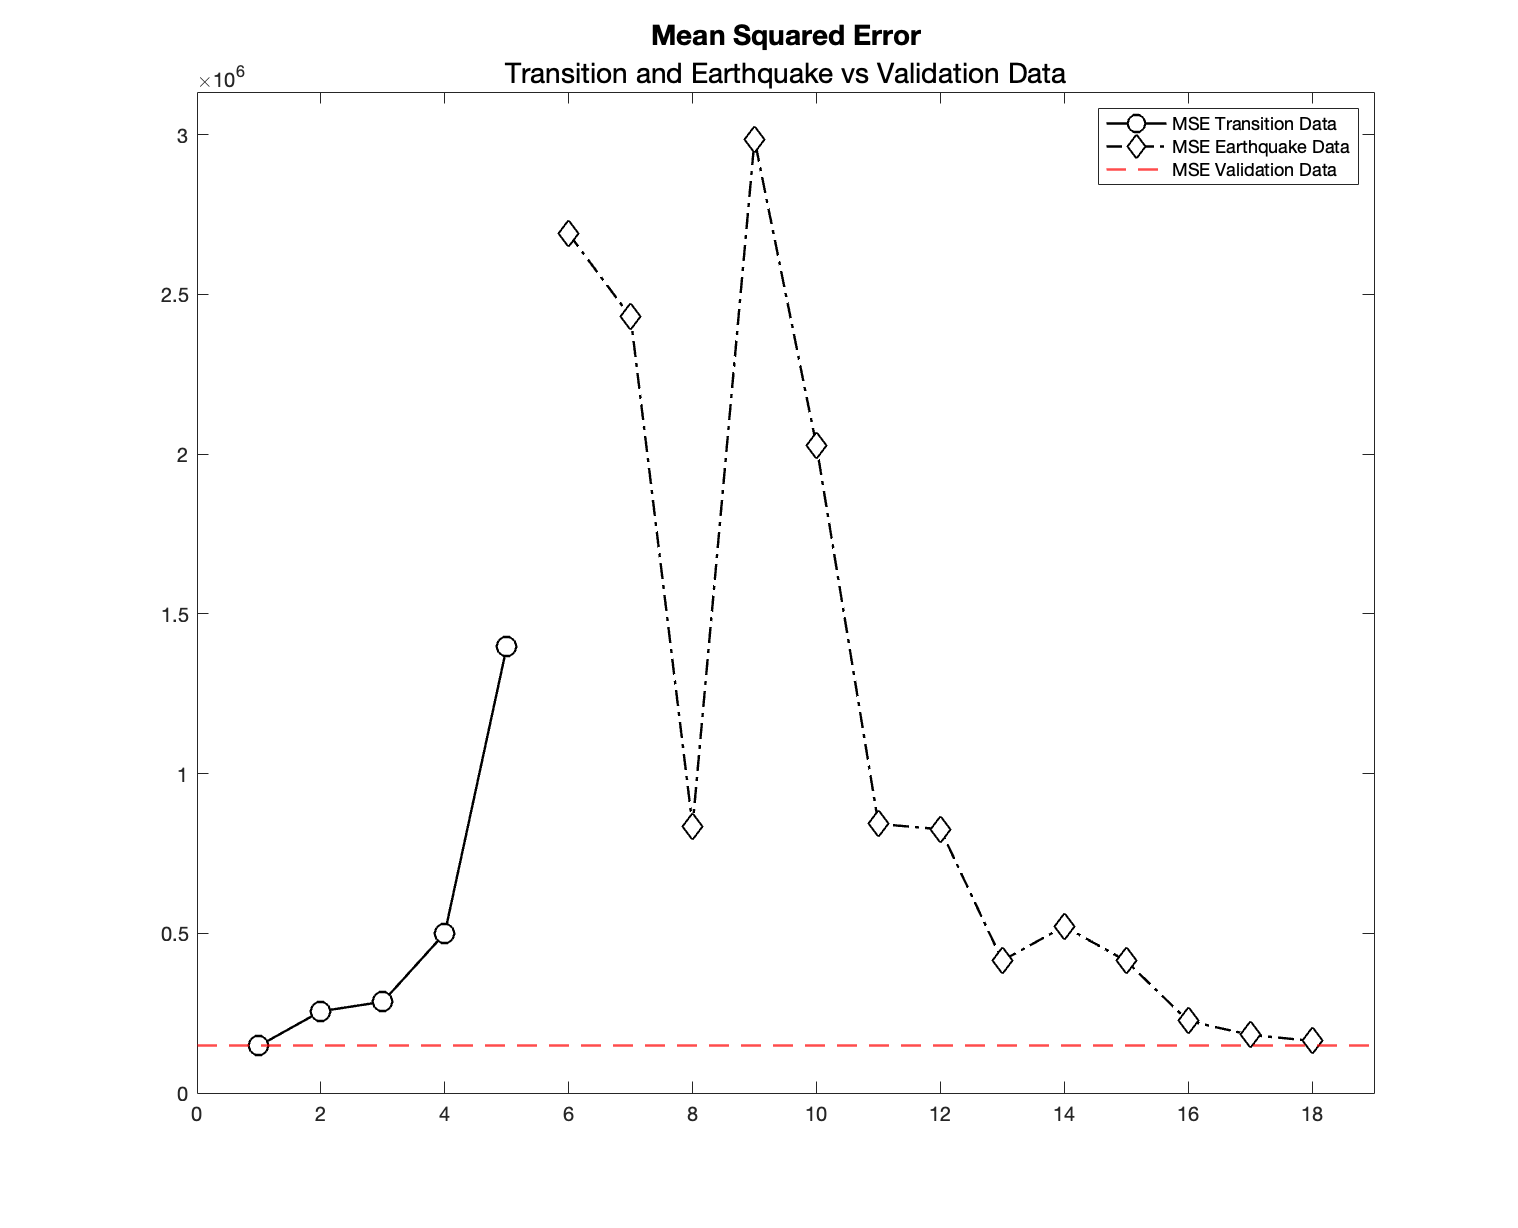 Mean Squared Error
Transition and Earthquake vs Validation Data
×10⁶
MSE Transition Data
MSE Earthquake Data
MSE Validation Data
3
2.5
2
1.5
1
0.5
0
0 2 4 6 8 10 12 14 16 18